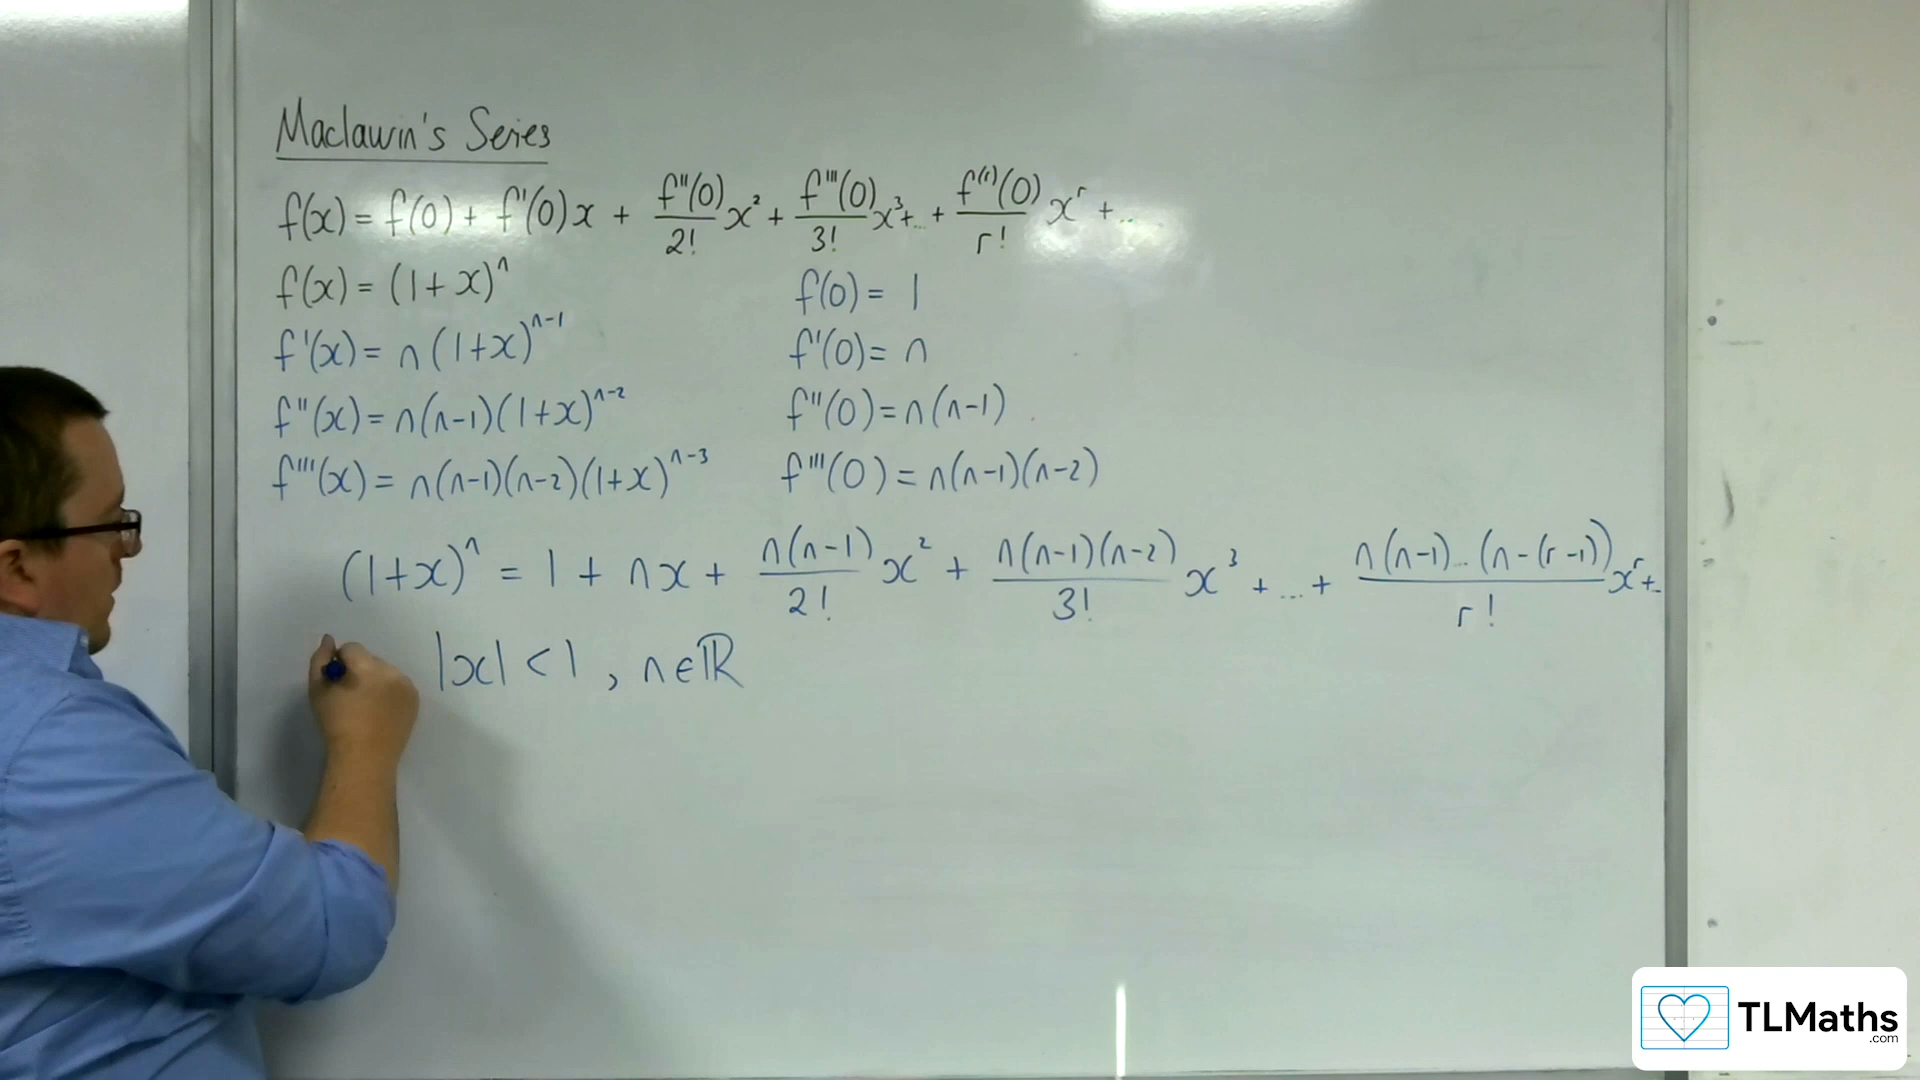 Maclaurin's Series
f(x) = f(0) + f'(0)x + f''(0)/2! x² + f'''(0)/3! x³ + ... + f⁽ʳ⁾(0)/r! xʳ + ...
f(x) = (1+x)ⁿ f(0) = 1
f'(x) = n(1+x)ⁿ⁻¹ f'(0) = n
f''(x) = n(n-1)(1+x)ⁿ⁻² f''(0) = n(n-1)
f'''(x) = n(n-1)(n-2)(1+x)ⁿ⁻³ f'''(0) = n(n-1)(n-2)
(1+x)ⁿ = 1 + nx + n(n-1)/2! x² + n(n-1)(n-2)/3! x³ + ... + n(n-1)...(n-(r-1))/r! xʳ + ...
|x| < 1, n∈ℝ
TLMaths
.com